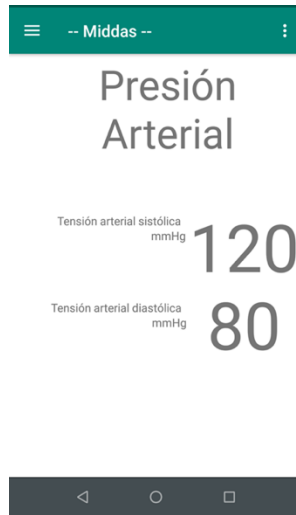 -- Middas --
Presión
Arterial
Tensión arterial sistólica
mmHg
120
Tensión arterial diastólica
mmHg
80